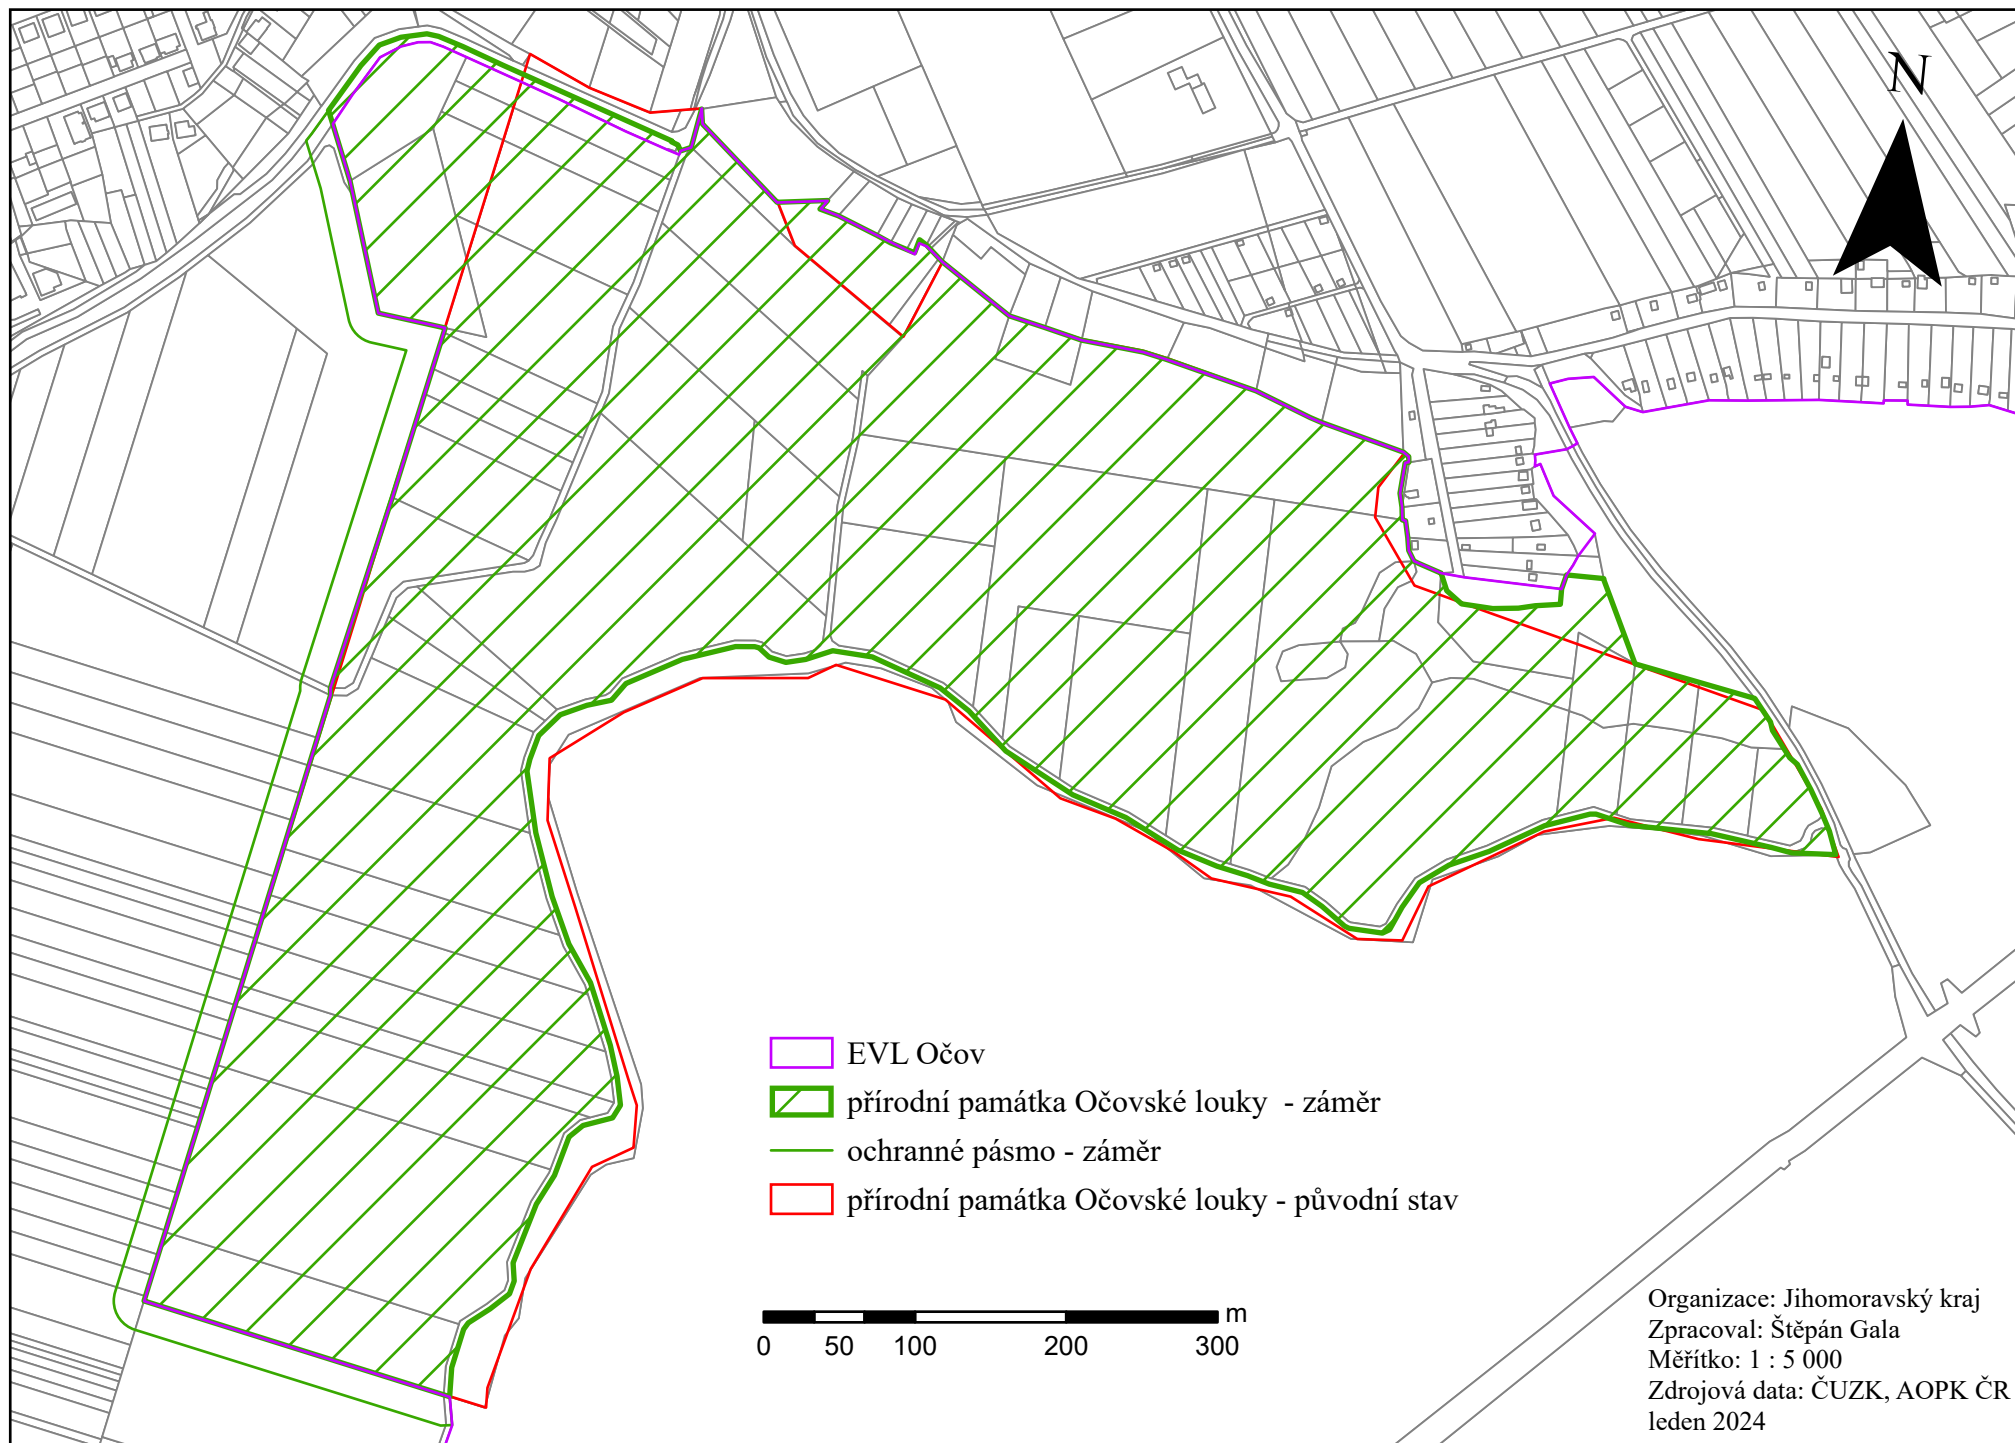 N
EVL Očov
přírodní památka Očovské louky - záměr
ochranné pásmo - záměr
přírodní památka Očovské louky - původní stav
m
0 50 100 200 300
Organizace: Jihomoravský kraj
Zpracoval: Štěpán Gala
Měřítko: 1 : 5 000
Zdrojová data: ČUZK, AOPK ČR
leden 2024